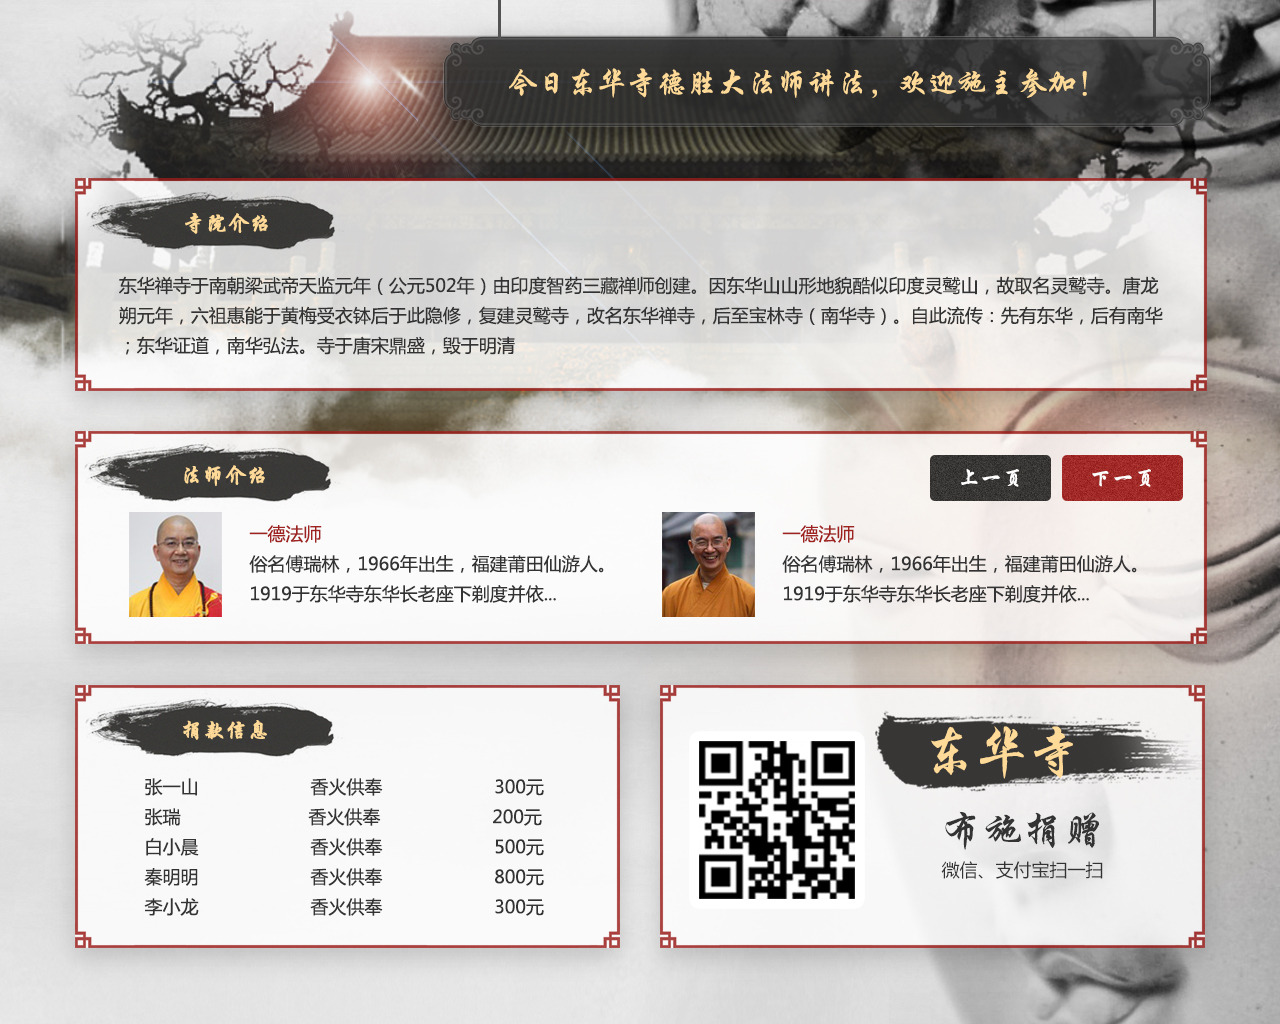 今日东华寺德胜大法师讲法，欢迎施主参加！
寺院介绍
东华禅寺于南朝梁武帝天监元年（公元502年）由印度智药三藏禅师创建。因东华山山形地貌酷似印度灵鹫山，故取名灵鹫寺。唐龙
朔元年，六祖惠能于黄梅受衣钵后于此隐修，复建灵鹫寺，改名东华禅寺，后至宝林寺（南华寺）。自此流传：先有东华，后有南华
；东华证道，南华弘法。寺于唐宋鼎盛，毁于明清
法师介绍
上一页
下一页
一德法师
俗名傅瑞林，1966年出生，福建莆田仙游人。
1919于东华寺东华长老座下剃度并依...
一德法师
俗名傅瑞林，1966年出生，福建莆田仙游人。
1919于东华寺东华长老座下剃度并依...
捐款信息
张一山 香火供奉 300元
张瑞 香火供奉 200元
白小晨 香火供奉 500元
秦明明 香火供奉 800元
李小龙 香火供奉 300元
东华寺
布施捐赠
微信、支付宝扫一扫